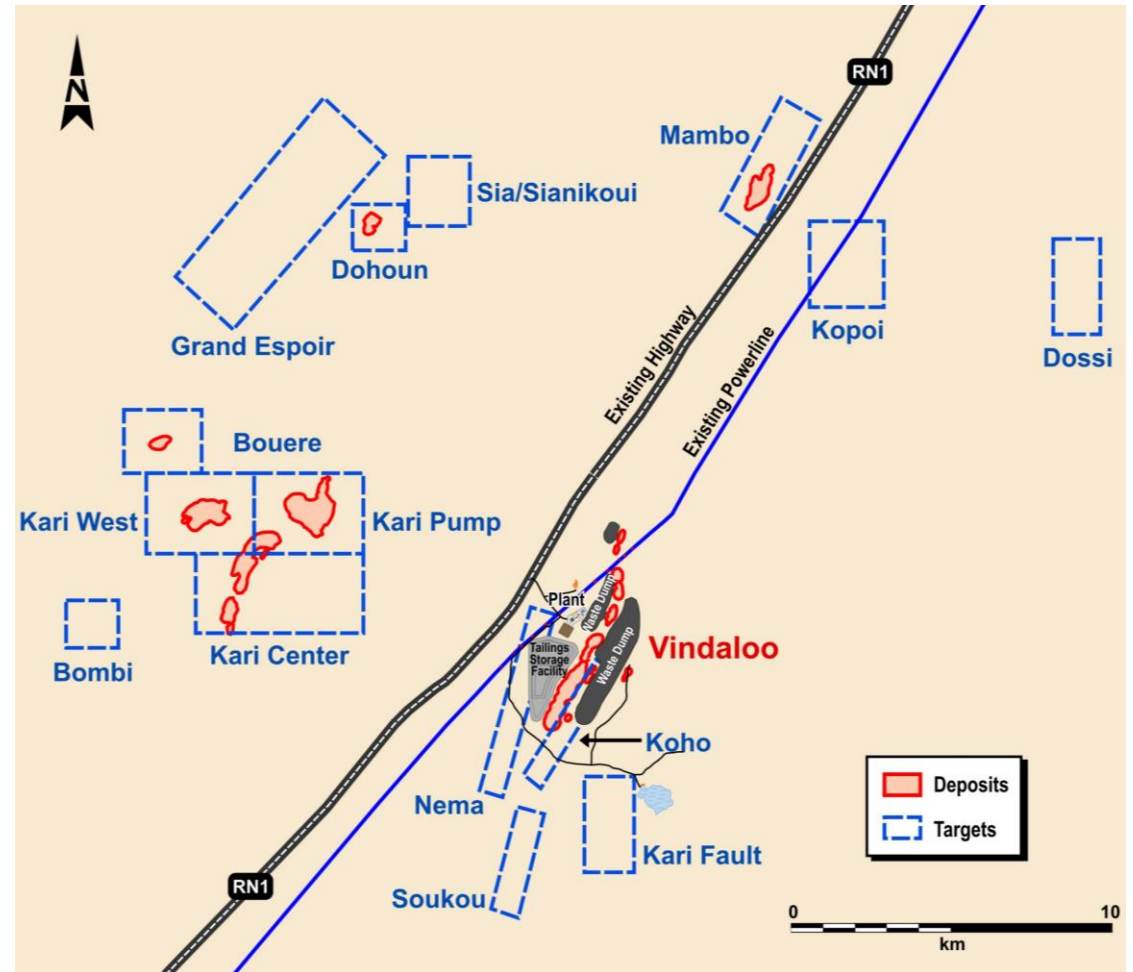 N
RN1
Mambo
Sia/Sianikoui
Dohoun
Grand Espoir
Kopoi
Dossi
Existing Highway
Existing Powerline
Bouere
Kari West
Kari Pump
Plant
Waste Dump
Vindaloo
Waste Dump
Tailings
Storage
Facility
Kari Center
Bombi
Koho
Nema
Kari Fault
Soukou
RN1
Deposits
Targets
0 10
km